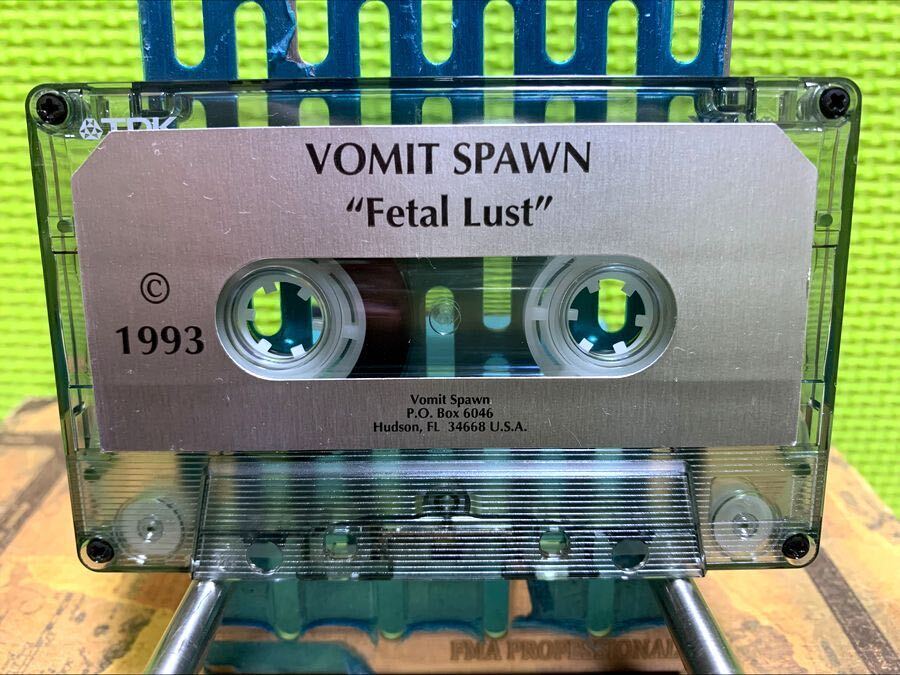 TDK
VOMIT SPAWN
“Fetal Lust”
©
1993
Vomit Spawn
P.O. Box 6046
Hudson, FL 34668 U.S.A.
FMA PROFESSIONAL